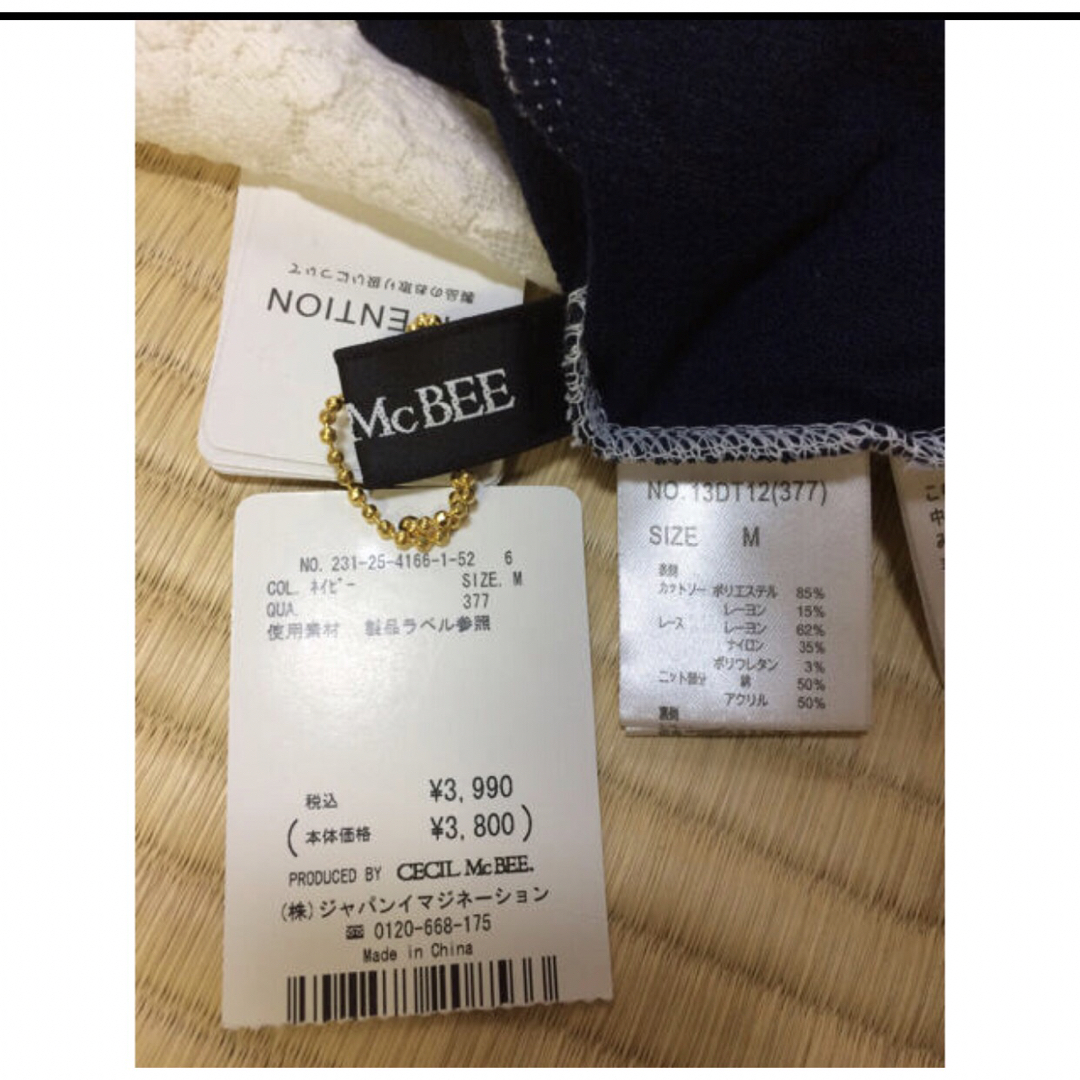 製品のお取り扱いについて
ENTION
McBEE
NO. 231-25-4166-1-52 6
COL. ネイビー SIZE. M
QUA. 377
使用素材 製品ラベル参照
税込 ¥3,990
(本体価格 ¥3,800)
PRODUCED BY CECIL McBEE.
(株)ジャパンイマジネーション
0120-668-175
Made in China
NO.13DT12(377)
SIZE M
表側
カットソー ポリエステル 85%
レーヨン 15%
レース レーヨン 62%
ナイロン 35%
ポリウレタン 3%
ニット部分 綿 50%
アクリル 50%
裏側
こ
中